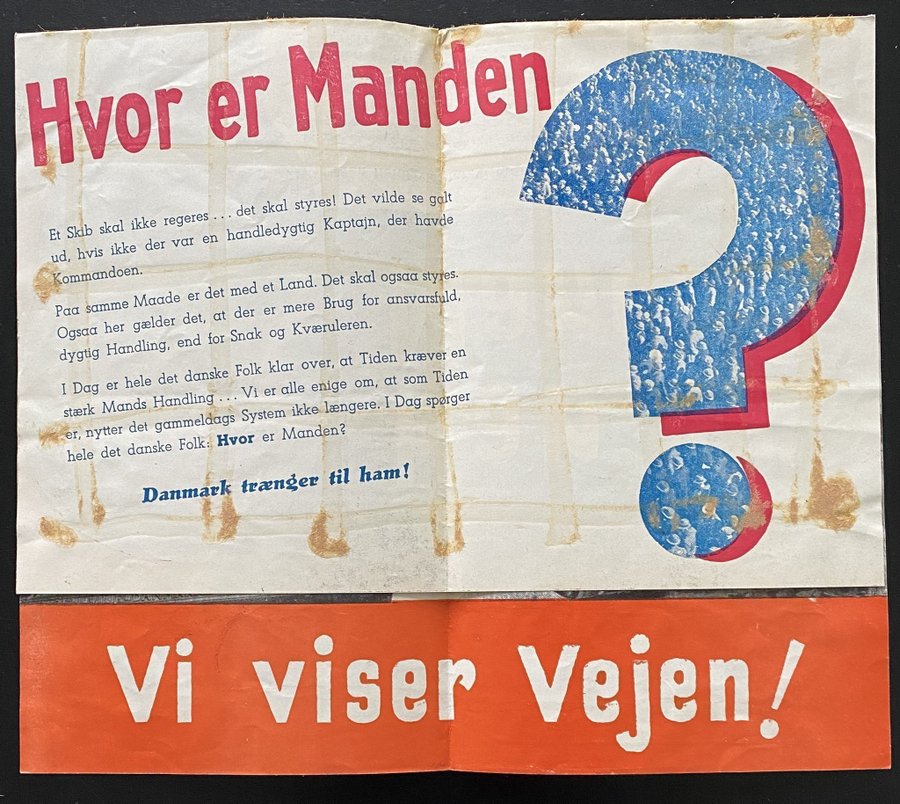 Hvor er Manden
?
Et Skib skal ikke regeres ... det skal styres! Det vilde se galt
ud, hvis ikke der var en handledygtig Kaptajn, der havde
Kommandoen.
Paa samme Maade er det med et Land. Det skal ogsaa styres.
Ogsaa her gælder det, at der er mere Brug for ansvarsfuld,
dygtig Handling, end for Snak og Kværuleren.
I Dag er hele det danske Folk klar over, at Tiden kræver en
stærk Mands Handling ... Vi er alle enige om, at som Tiden
er, nytter det gammeldags System ikke længere. I Dag spørger
hele det danske Folk: Hvor er Manden?
Danmark trænger til ham!
Vi viser Vejen!